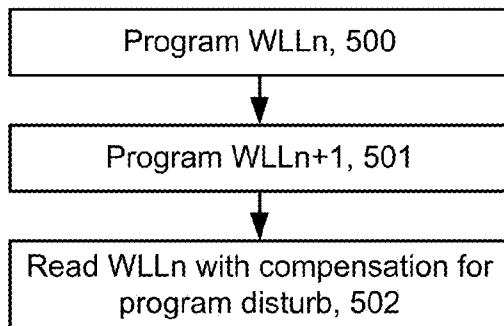 Program WLLn, 500
Program WLLn+1, 501
Read WLLn with compensation for
program disturb, 502